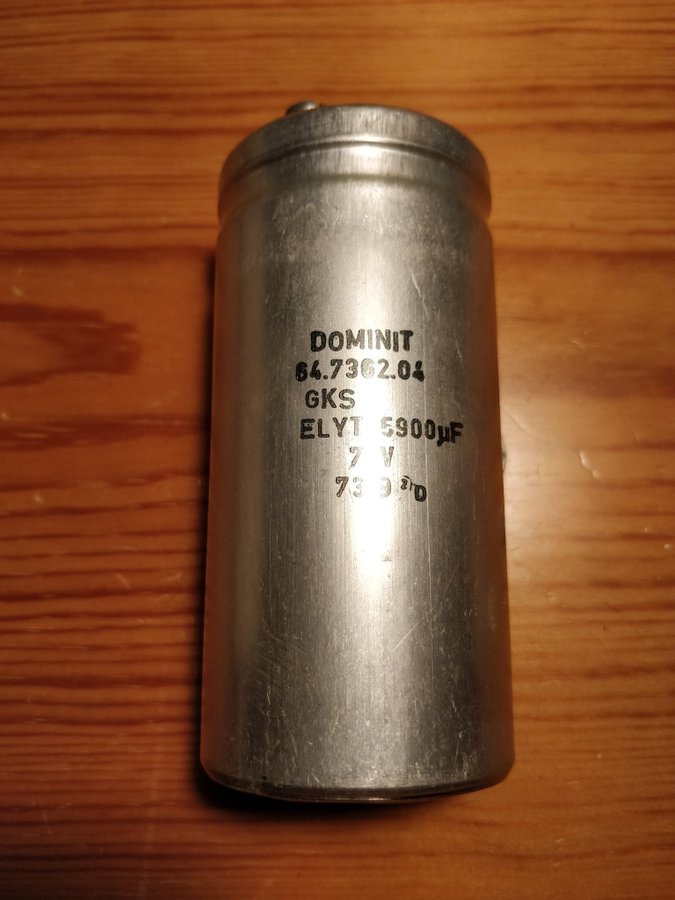 DOMINIT
64.7362.04
GKS
ELYT 5900µF
V